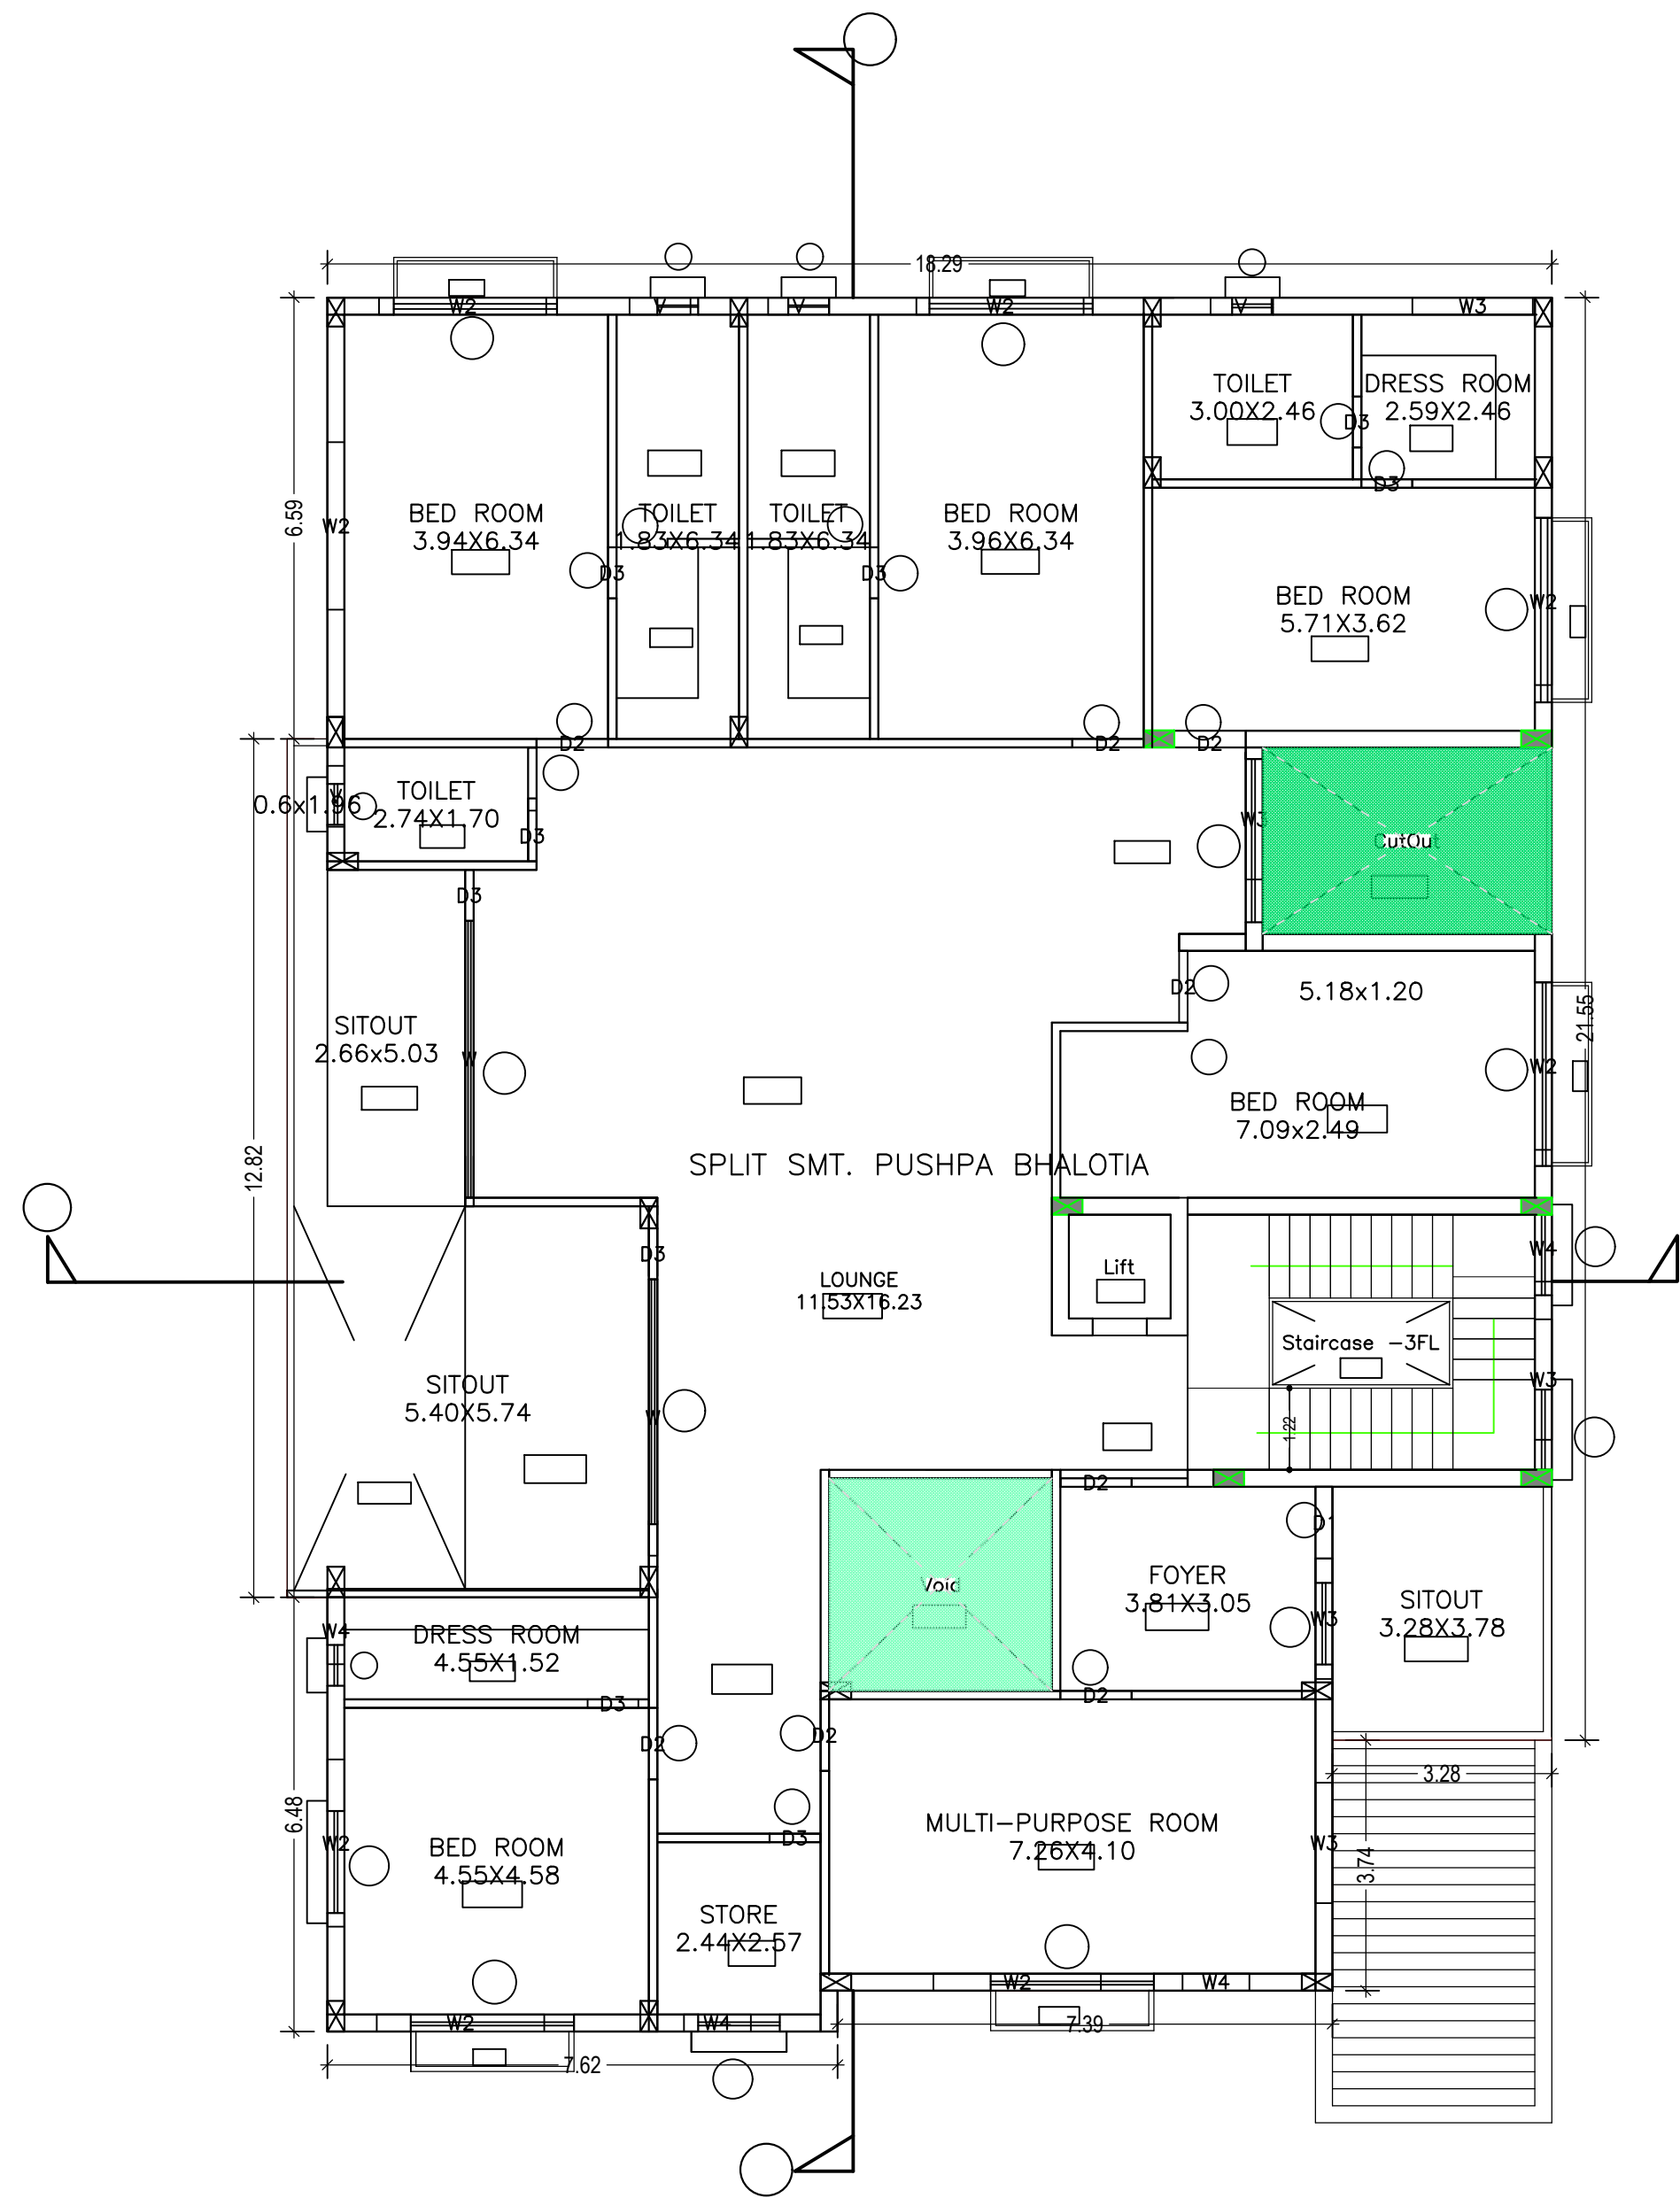 18.29
W2
V
V
W2
V
W3
TOILET
3.00X2.46
D3
DRESS ROOM
2.59X2.46
D3
6.59
W2
BED ROOM
3.94X6.34
TOILET
1.83X6.34
TOILET
1.83X6.34
BED ROOM
3.96X6.34
D3
D3
BED ROOM
5.71X3.62
W2
D2
D2
D2
0.6x1.96
V
TOILET
2.74X1.70
D3
W3
CutOut
D3
D2
5.18x1.20
21.55
SITOUT
2.66x5.03
W
W2
BED ROOM
7.09x2.49
12.82
SPLIT SMT. PUSHPA BHALOTIA
D3
W4
Lift
LOUNGE
11.53X16.23
Staircase -3FL
W3
SITOUT
5.40X5.74
W
1.22
D2
D1
Void
FOYER
3.81X3.05
W3
SITOUT
3.28X3.78
W4
DRESS ROOM
4.55X1.52
D3
D2
D2
D2
3.28
6.48
W2
BED ROOM
4.55X4.58
D3
MULTI-PURPOSE ROOM
7.26X4.10
W3
3.74
STORE
2.44X2.57
W2
W4
W2
W4
7.39
7.62